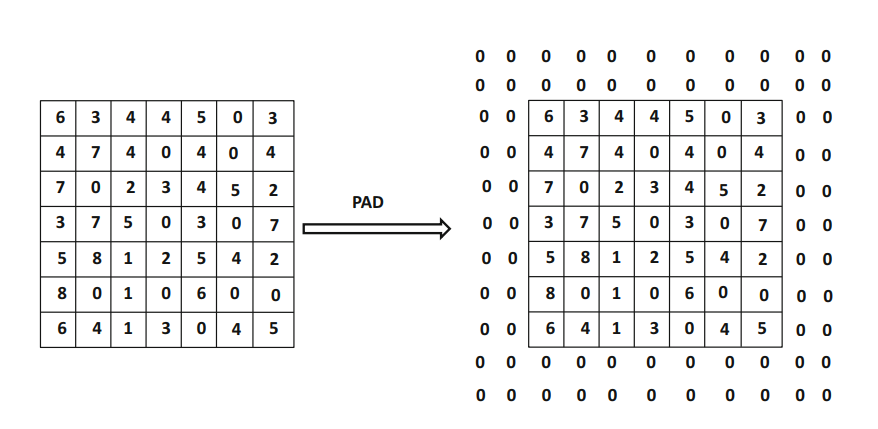 0 0 0 0 0 0 0 0 0 0 0
0 0 0 0 0 0 0 0 0 0 0
6 3 4 4 5 0 3
0 0 6 3 4 4 5 0 3 0 0
4 7 4 0 4 0 4
0 0 4 7 4 0 4 0 4 0 0
7 0 2 3 4 5 2
0 0 7 0 2 3 4 5 2 0 0
PAD
3 7 5 0 3 0 7
0 0 3 7 5 0 3 0 7 0 0
5 8 1 2 5 4 2
0 0 5 8 1 2 5 4 2 0 0
8 0 1 0 6 0 0
0 0 8 0 1 0 6 0 0 0 0
6 4 1 3 0 4 5
0 0 6 4 1 3 0 4 5 0 0
0 0 0 0 0 0 0 0 0 0 0
0 0 0 0 0 0 0 0 0 0 0